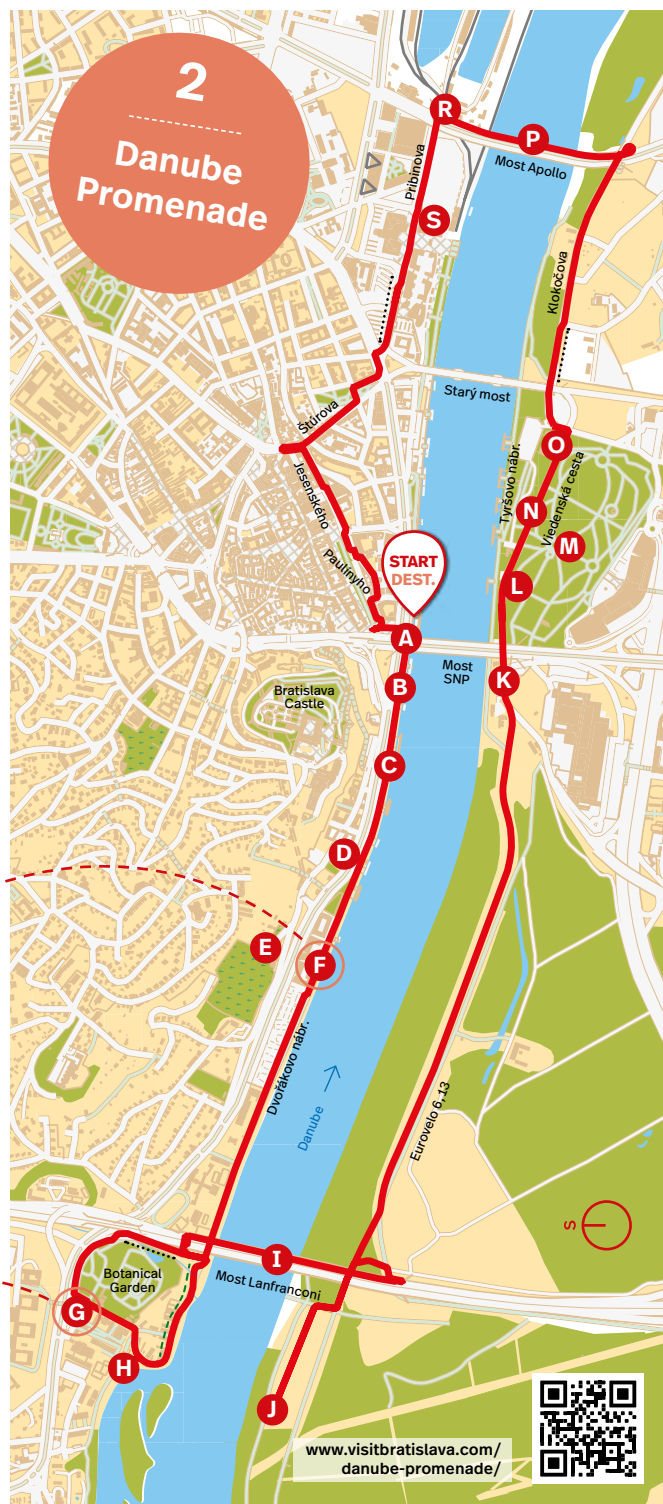 2
Danube
Promenade
R
P
Most Apollo
Pribinova
S
Klokočova
Starý most
Štúrova
O
Jesenského
Tyršovo nábr.
Viedenská cesta
N
M
Paulínyho
START
DEST.
L
A
Most
SNP
K
B
Bratislava
Castle
C
D
E
F
Dvořákovo nábr.
Danube
Eurovelo 6, 13
S
I
Most Lanfranconi
Botanical
Garden
G
H
J
www.visitbratislava.com/
danube-promenade/